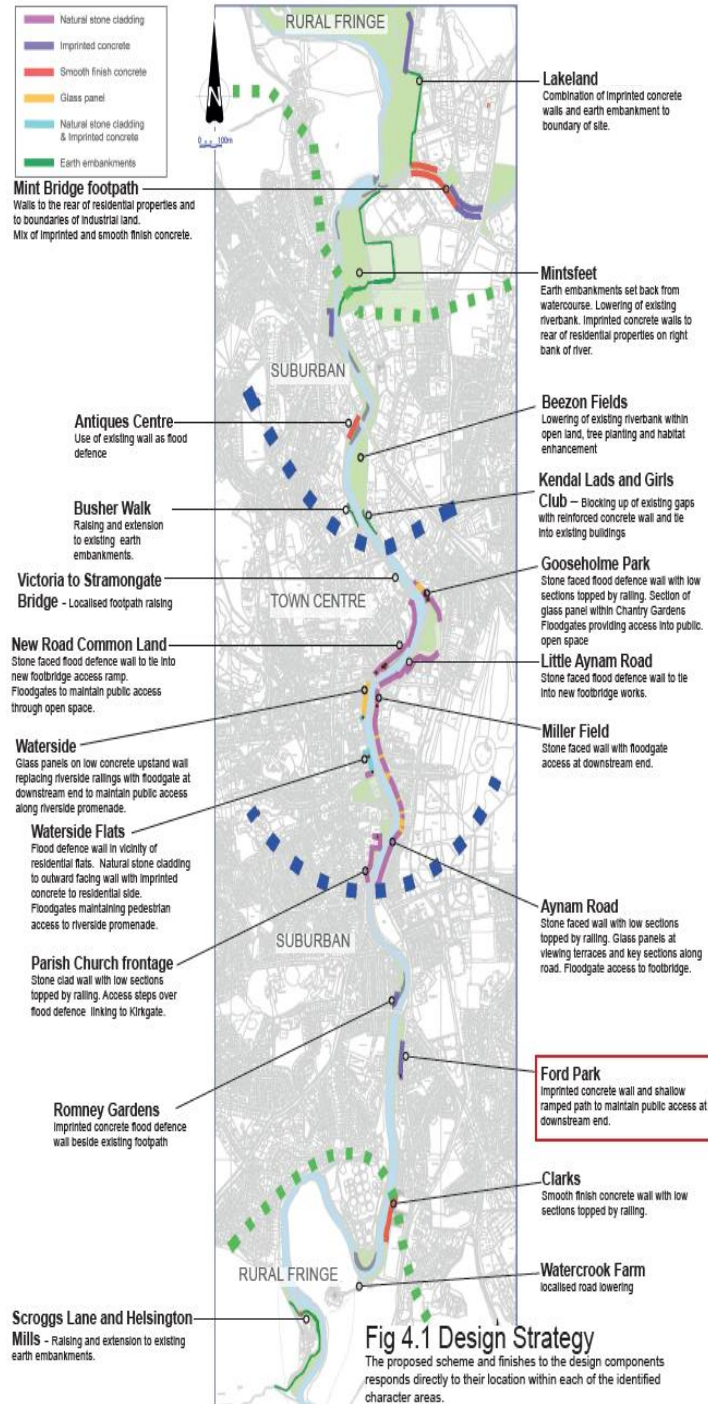 Natural stone cladding
Imprinted concrete
Smooth finish concrete
Glass panel
Natural stone cladding
& Imprinted concrete
Earth embankments
N
0 100m
RURAL FRINGE
Lakeland
Combination of imprinted concrete
walls and earth embankment to
boundary of site.
Mint Bridge footpath
Walls to the rear of residential properties and
to boundaries of industrial land.
Mix of imprinted and smooth finish concrete.
Mintsfeet
Earth embankments set back from
watercourse. Lowering of existing
riverbank. Imprinted concrete walls to
rear of residential properties on right
bank of river.
SUBURBAN
Antiques Centre
Use of existing wall as flood
defence
Beezon Fields
Lowering of existing riverbank within
open land, tree planting and habitat
enhancement
Busher Walk
Raising and extension
to existing earth
embankments.
Kendal Lads and Girls
Club – Blocking up of existing gaps
with reinforced concrete wall and tie
into existing buildings
Victoria to Stramongate
Bridge - Localised footpath raising
TOWN CENTRE
Gooseholme Park
Stone faced flood defence wall with low
sections topped by railing. Section of
glass panel within Chantry Gardens
Floodgates providing access into public.
open space
New Road Common Land
Stone faced flood defence wall to tie into
new footbridge access ramp.
Floodgates to maintain public access
through open space.
Little Aynam Road
Stone faced flood defence wall to tie
into new footbridge works.
Miller Field
Stone faced wall with floodgate
access at downstream end.
Waterside
Glass panels on low concrete upstand wall
replacing riverside railings with floodgate at
downstream end to maintain public access
along riverside promenade.
Waterside Flats
Flood defence wall in vicinity of
residential flats. Natural stone cladding
to outward facing wall with imprinted
concrete to residential side.
Floodgates maintaining pedestrian
access to riverside promenade.
Aynam Road
Stone faced wall with low sections
topped by railing. Glass panels at
viewing terraces and key sections along
road. Floodgate access to footbridge.
SUBURBAN
Parish Church frontage
Stone clad wall with low sections
topped by railing. Access steps over
flood defence linking to Kirkgate.
Ford Park
Imprinted concrete wall and shallow
ramped path to maintain public access at
downstream end.
Romney Gardens
Imprinted concrete flood defence
wall beside existing footpath
Clarks
Smooth finish concrete wall with low
sections topped by railing.
RURAL FRINGE
Watercrook Farm
localised road lowering
Scroggs Lane and Helsington
Mills - Raising and extension to existing
earth embankments.
Fig 4.1 Design Strategy
The proposed scheme and finishes to the design components
responds directly to their location within each of the identified
character areas.